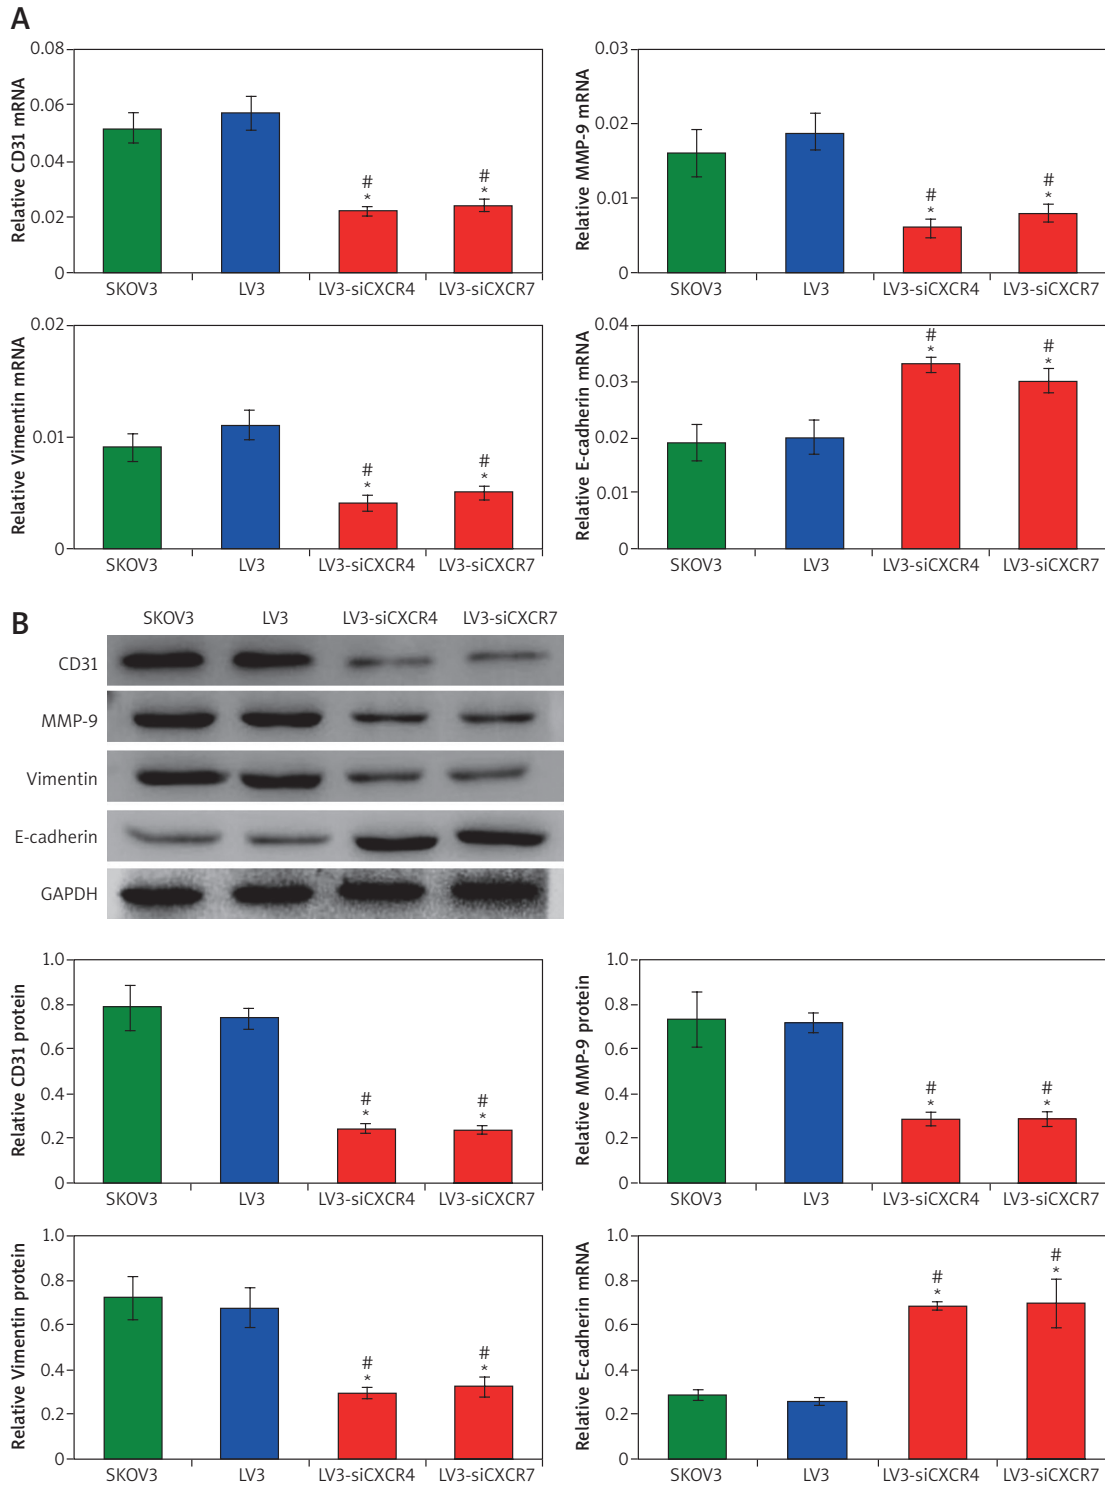 A
Relative CD31 mRNA
0.08
0.06
0.04
0.02
0
# # 
* *
SKOV3 LV3 LV3-siCXCR4 LV3-siCXCR7
Relative MMP-9 mRNA
0.03
0.02
0.01
0
# #
* *
SKOV3 LV3 LV3-siCXCR4 LV3-siCXCR7
Relative Vimentin mRNA
0.02
0.01
0
# #
* *
SKOV3 LV3 LV3-siCXCR4 LV3-siCXCR7
Relative E-cadherin mRNA
0.04
0.03
0.02
0.01
0
# #
* *
SKOV3 LV3 LV3-siCXCR4 LV3-siCXCR7
B
SKOV3 LV3 LV3-siCXCR4 LV3-siCXCR7
CD31
MMP-9
Vimentin
E-cadherin
GAPDH
Relative CD31 protein
1.0
0.8
0.6
0.4
0.2
0
# #
* *
SKOV3 LV3 LV3-siCXCR4 LV3-siCXCR7
Relative MMP-9 protein
1.0
0.8
0.6
0.4
0.2
0
# #
* *
SKOV3 LV3 LV3-siCXCR4 LV3-siCXCR7
Relative Vimentin protein
1.0
0.8
0.6
0.4
0.2
0
# #
* *
SKOV3 LV3 LV3-siCXCR4 LV3-siCXCR7
Relative E-cadherin mRNA
1.0
0.8
0.6
0.4
0.2
0
# #
* *
SKOV3 LV3 LV3-siCXCR4 LV3-siCXCR7